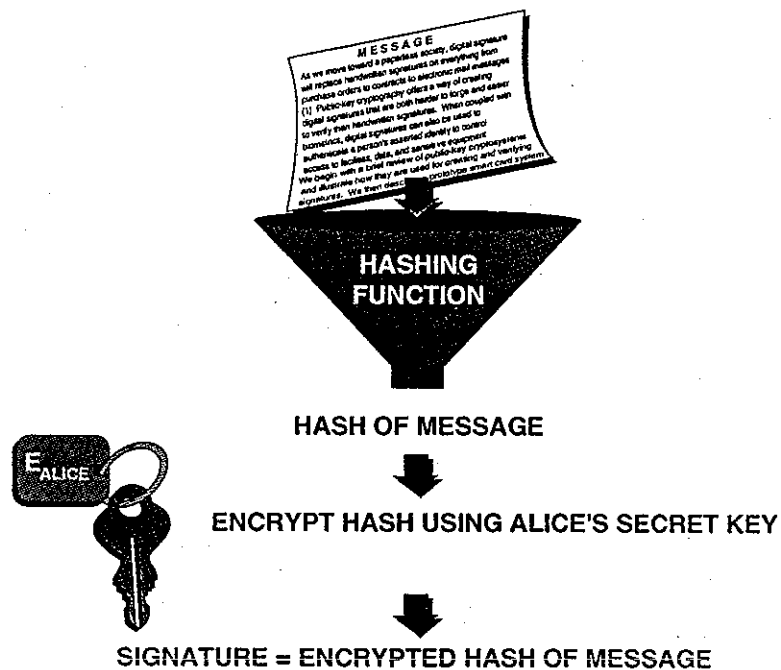 MESSAGE
As we move toward a paperless society, digital signature
will replace handwritten signatures on everything from
purchase orders to contracts to electronic mail messages
(1) Public-key cryptography offers a way of creating
digital signatures that are both harder to forge and easier
to verify than handwritten signatures. When coupled with
biometrics, digital signatures can also be used to
authenticate a person's asserted identity to control
access to facilities, data, and sensitive equipment
We begin with a brief review of public-key cryptosystems
and illustrate how they are used for creating and verifying
signatures. We then prototype smart card system
HASHING
FUNCTION
HASH OF MESSAGE
E ALICE
ENCRYPT HASH USING ALICE'S SECRET KEY
SIGNATURE = ENCRYPTED HASH OF MESSAGE